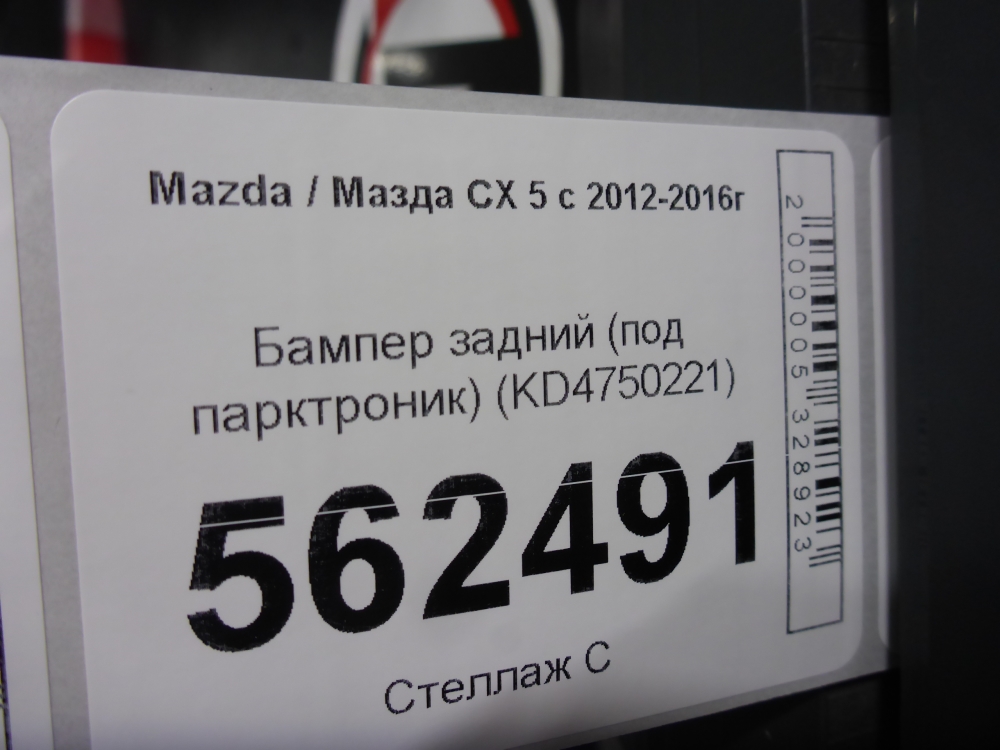 Mazda / Мазда CX 5 с 2012-2016г
Бампер задний (под
парктроник) (KD4750221)
562491
Стеллаж С
2000005328923